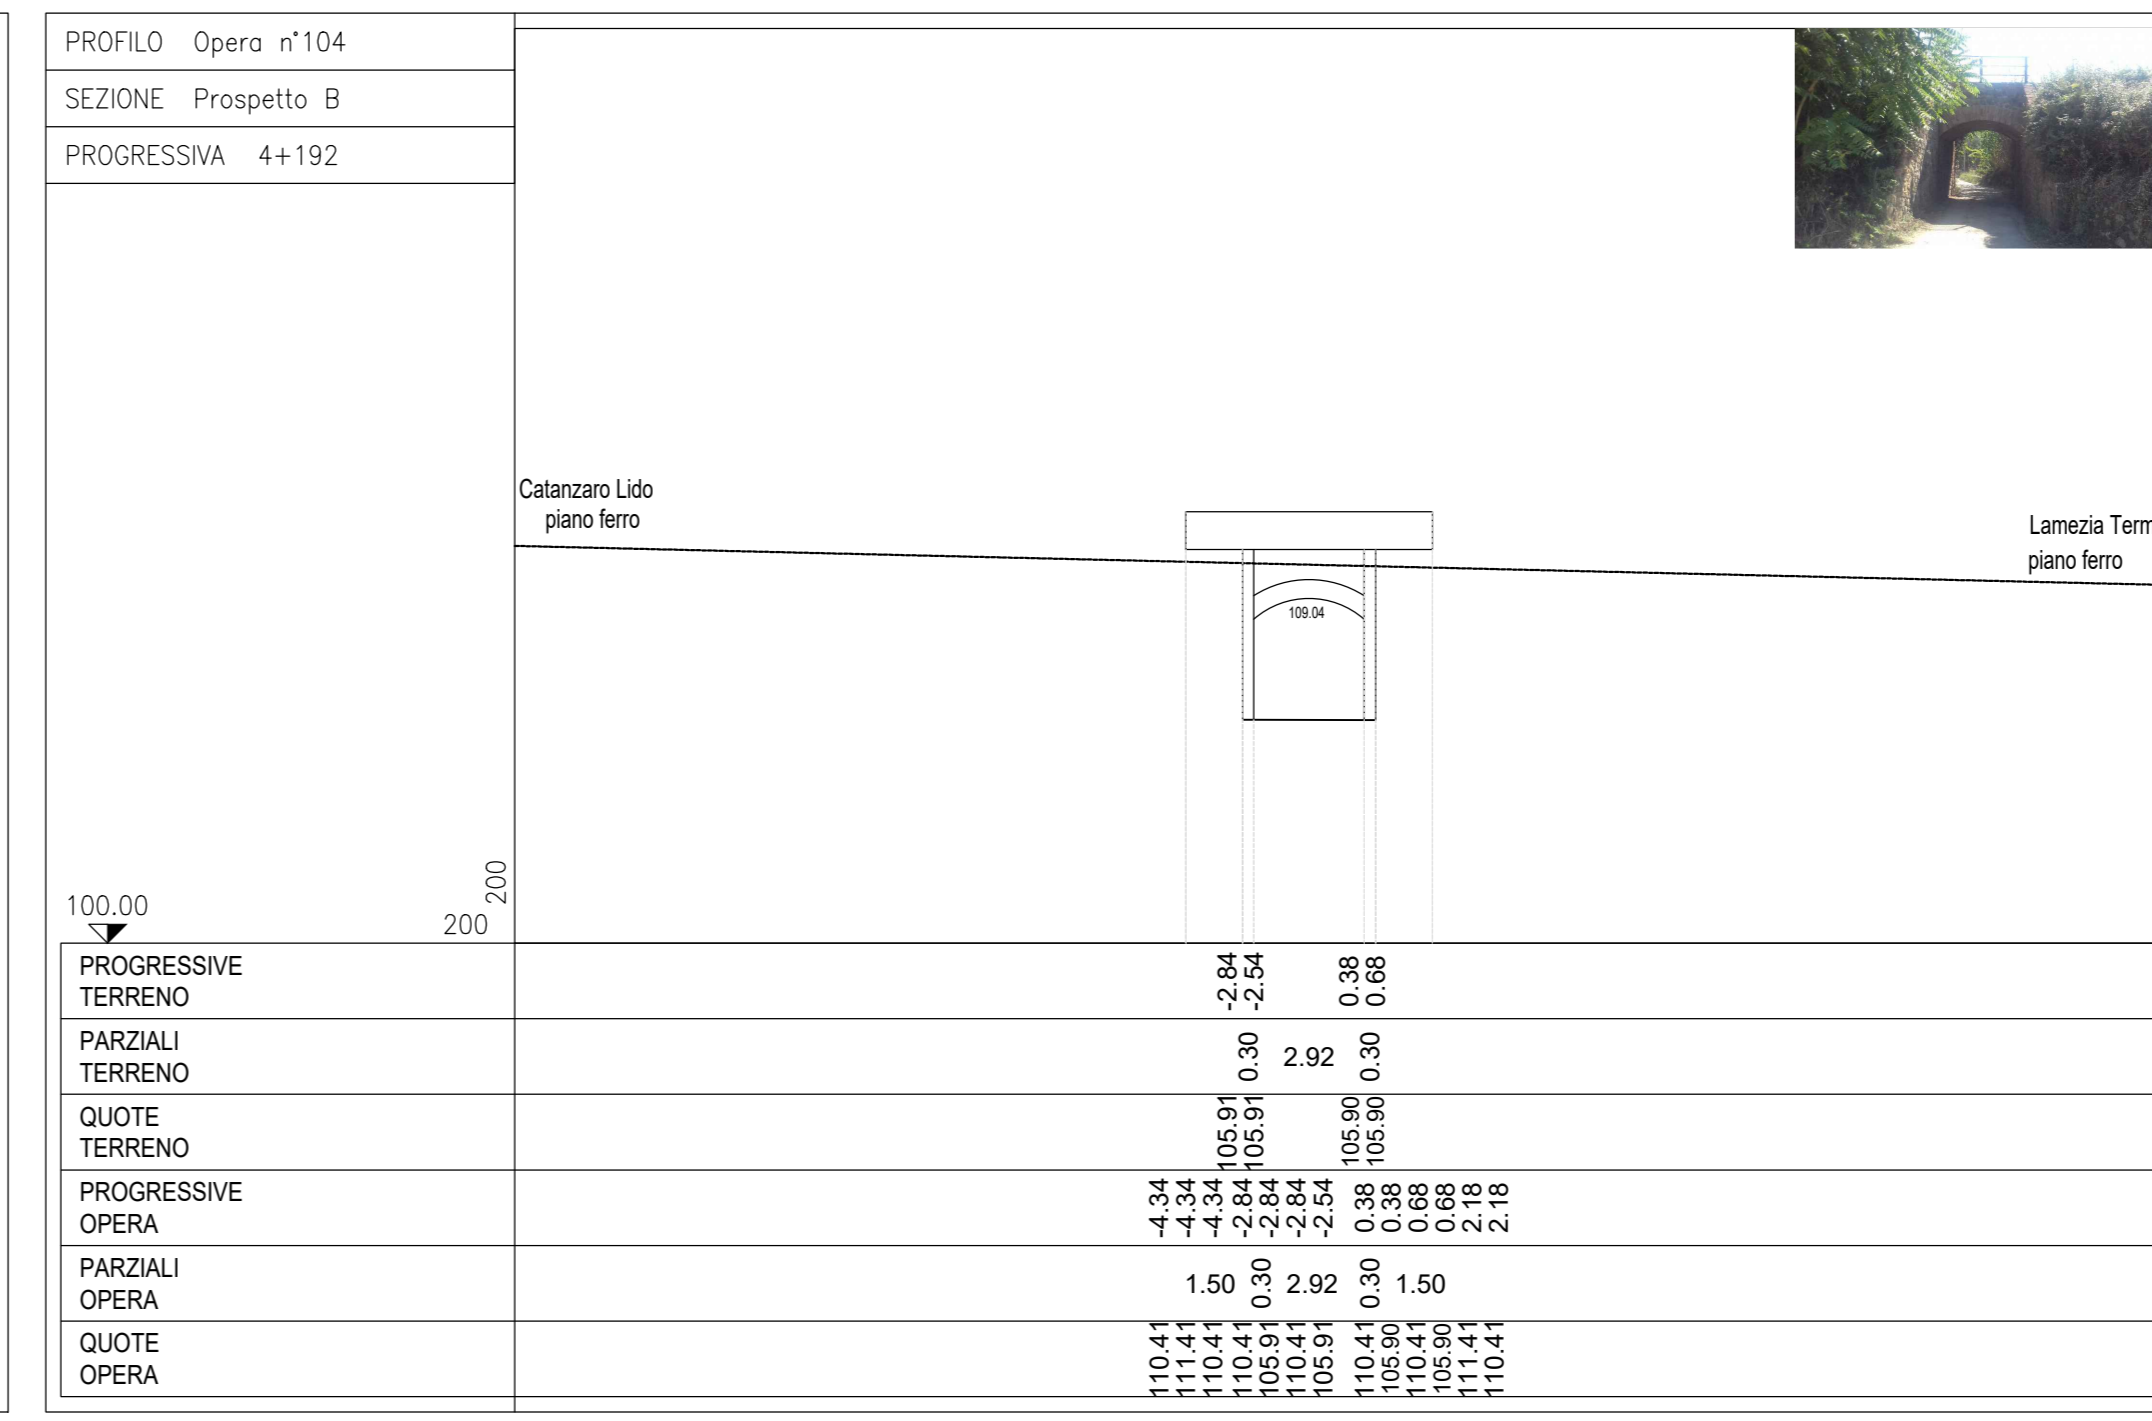 PROFILO Opera n°104
SEZIONE Prospetto B
PROGRESSIVA 4+192
Catanzaro Lido
piano ferro
Lamezia Term
piano ferro
109.04
100.00
200
200
PROGRESSIVE
TERRENO
-2.84 -2.54 0.38 0.68
PARZIALI
TERRENO
0.30 2.92 0.30
QUOTE
TERRENO
105.91 105.91 105.90 105.90
PROGRESSIVE
OPERA
-4.34 -4.34 -4.34 -2.84 -2.84 -2.84 -2.54 0.38 0.38 0.68 0.68 2.18 2.18
PARZIALI
OPERA
1.50 0.30 2.92 0.30 1.50
QUOTE
OPERA
110.41 111.41 110.41 110.41 105.91 110.41 105.91 110.41 105.90 110.41 105.90 111.41 110.41